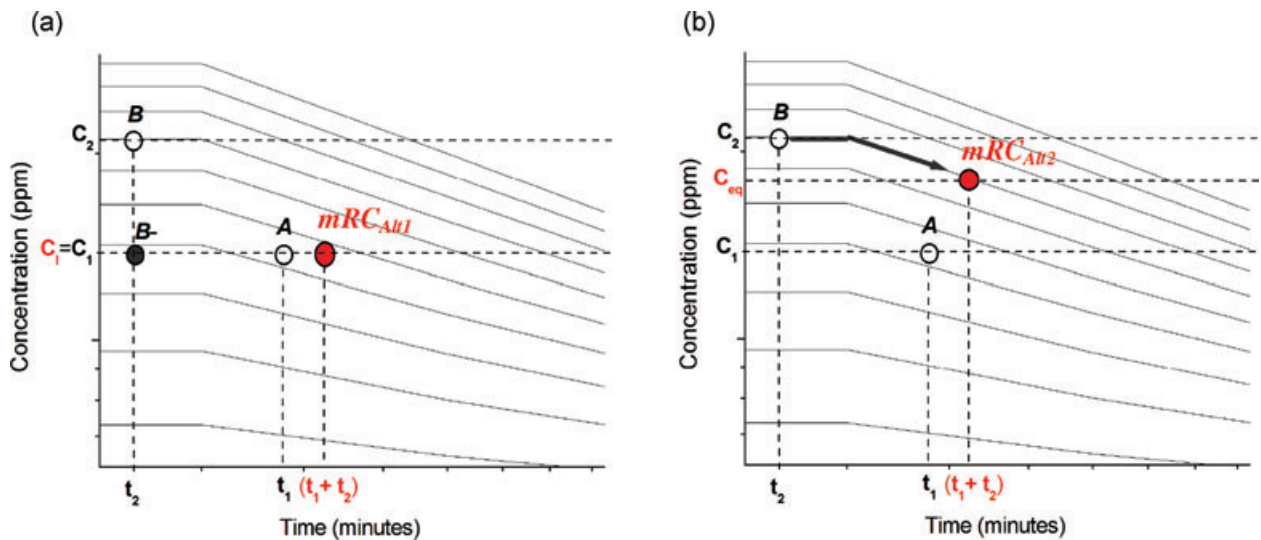 (a)
Concentration (ppm)
C2
B
CI=C1
B-
A
mRCAlt1
t2
t1 (t1 + t2)
Time (minutes)
(b)
Concentration (ppm)
C2
B
mRCAlt2
Ceq
C1
A
t2
t1 (t1 + t2)
Time (minutes)